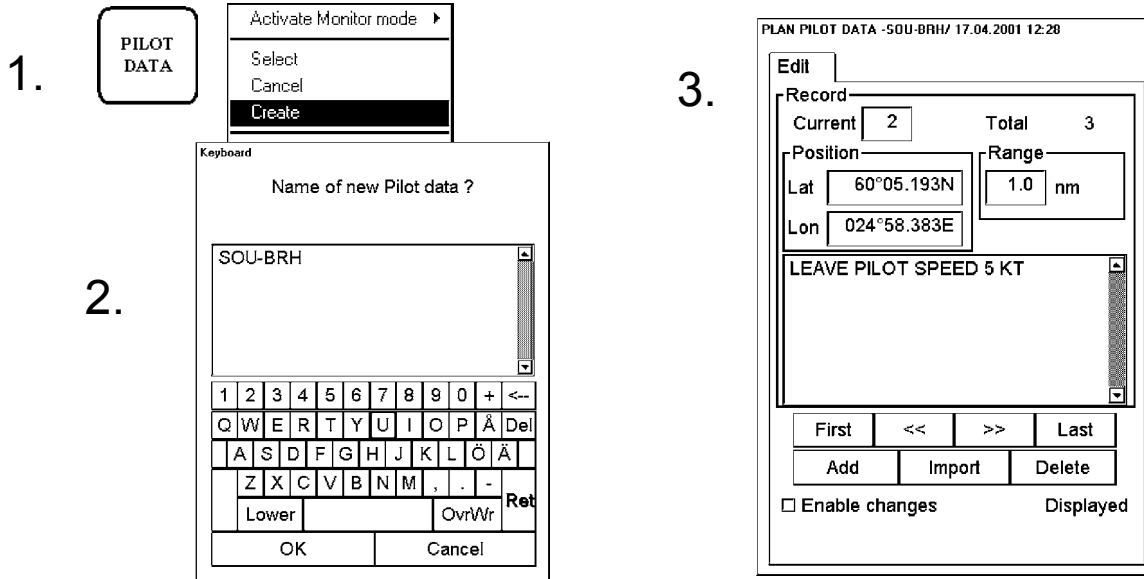 1.
PILOT
DATA
Activate Monitor mode
Select
Cancel
Create
2.
Keyboard
Name of new Pilot data ?
SOU-BRH
1 2 3 4 5 6 7 8 9 0 + <--
Q W E R T Y U I O P Å Del
A S D F G H J K L Ö Ä
Z X C V B N M , . - Ret
Lower OvrWr
OK Cancel
3.
PLAN PILOT DATA -SOU-BRH/ 17.04.2001 12:28
Edit
Record
Current 2 Total 3
Position Range
Lat 60°05.193N 1.0 nm
Lon 024°58.383E
LEAVE PILOT SPEED 5 KT
First << >> Last
Add Import Delete
Enable changes Displayed